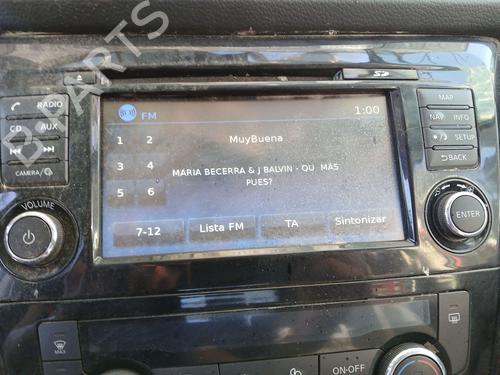 B-PARTS
SD
RADIO
CD AUX
CAMERA
VOLUME
FM
1:00
1 2
MuyBuena
3 4
MARIA BECERRA & J BALVIN - QU MÁS
PUES?
5 6
7-12
Lista FM
TA
Sintonizar
MAP
NAV INFO
SETUP
BACK
ENTER
MAX
ON-OFF